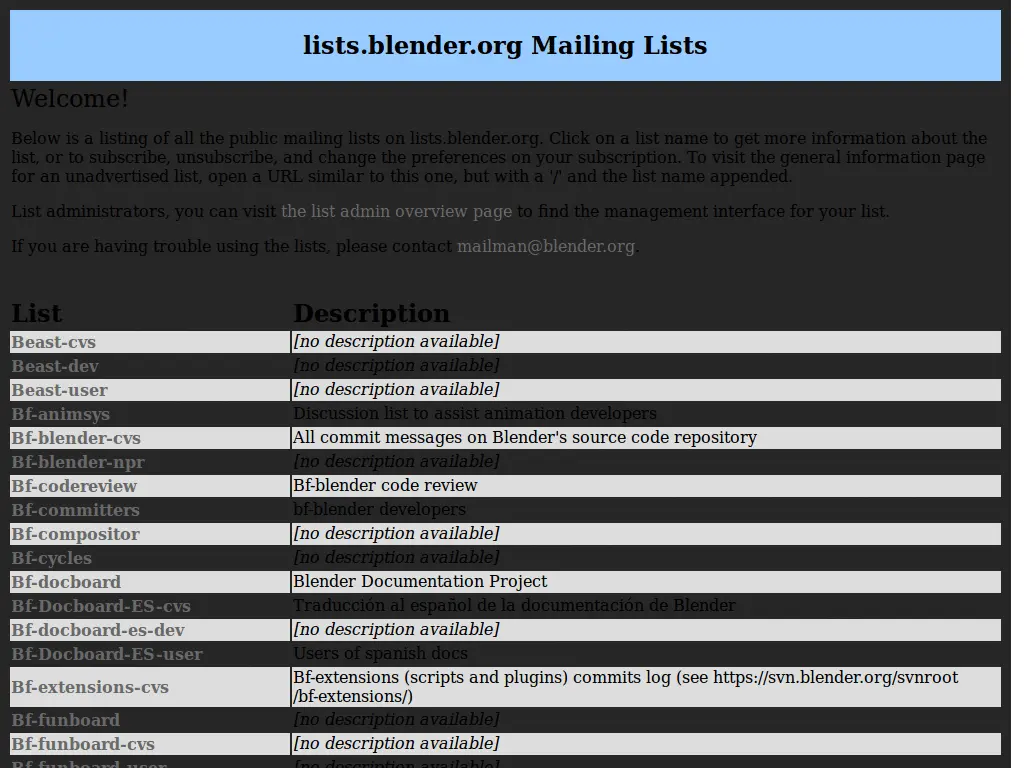 lists.blender.org Mailing Lists
Welcome!
Below is a listing of all the public mailing lists on lists.blender.org. Click on a list name to get more information about the
list, or to subscribe, unsubscribe, and change the preferences on your subscription. To visit the general information page
for an unadvertised list, open a URL similar to this one, but with a '/' and the list name appended.
List administrators, you can visit the list admin overview page to find the management interface for your list.
If you are having trouble using the lists, please contact mailman@blender.org.
List Description
Beast-cvs [no description available]
Beast-dev [no description available]
Beast-user [no description available]
Bf-animsys Discussion list to assist animation developers
Bf-blender-cvs All commit messages on Blender's source code repository
Bf-blender-npr [no description available]
Bf-codereview Bf-blender code review
Bf-committers bf-blender developers
Bf-compositor [no description available]
Bf-cycles [no description available]
Bf-docboard Blender Documentation Project
Bf-Docboard-ES-cvs Traducción al español de la documentación de Blender
Bf-docboard-es-dev [no description available]
Bf-Docboard-ES-user Users of spanish docs
Bf-extensions-cvs Bf-extensions (scripts and plugins) commits log (see https://svn.blender.org/svnroot
/bf-extensions/)
Bf-funboard [no description available]
Bf-funboard-cvs [no description available]
Bf-funboard-user [no description available]